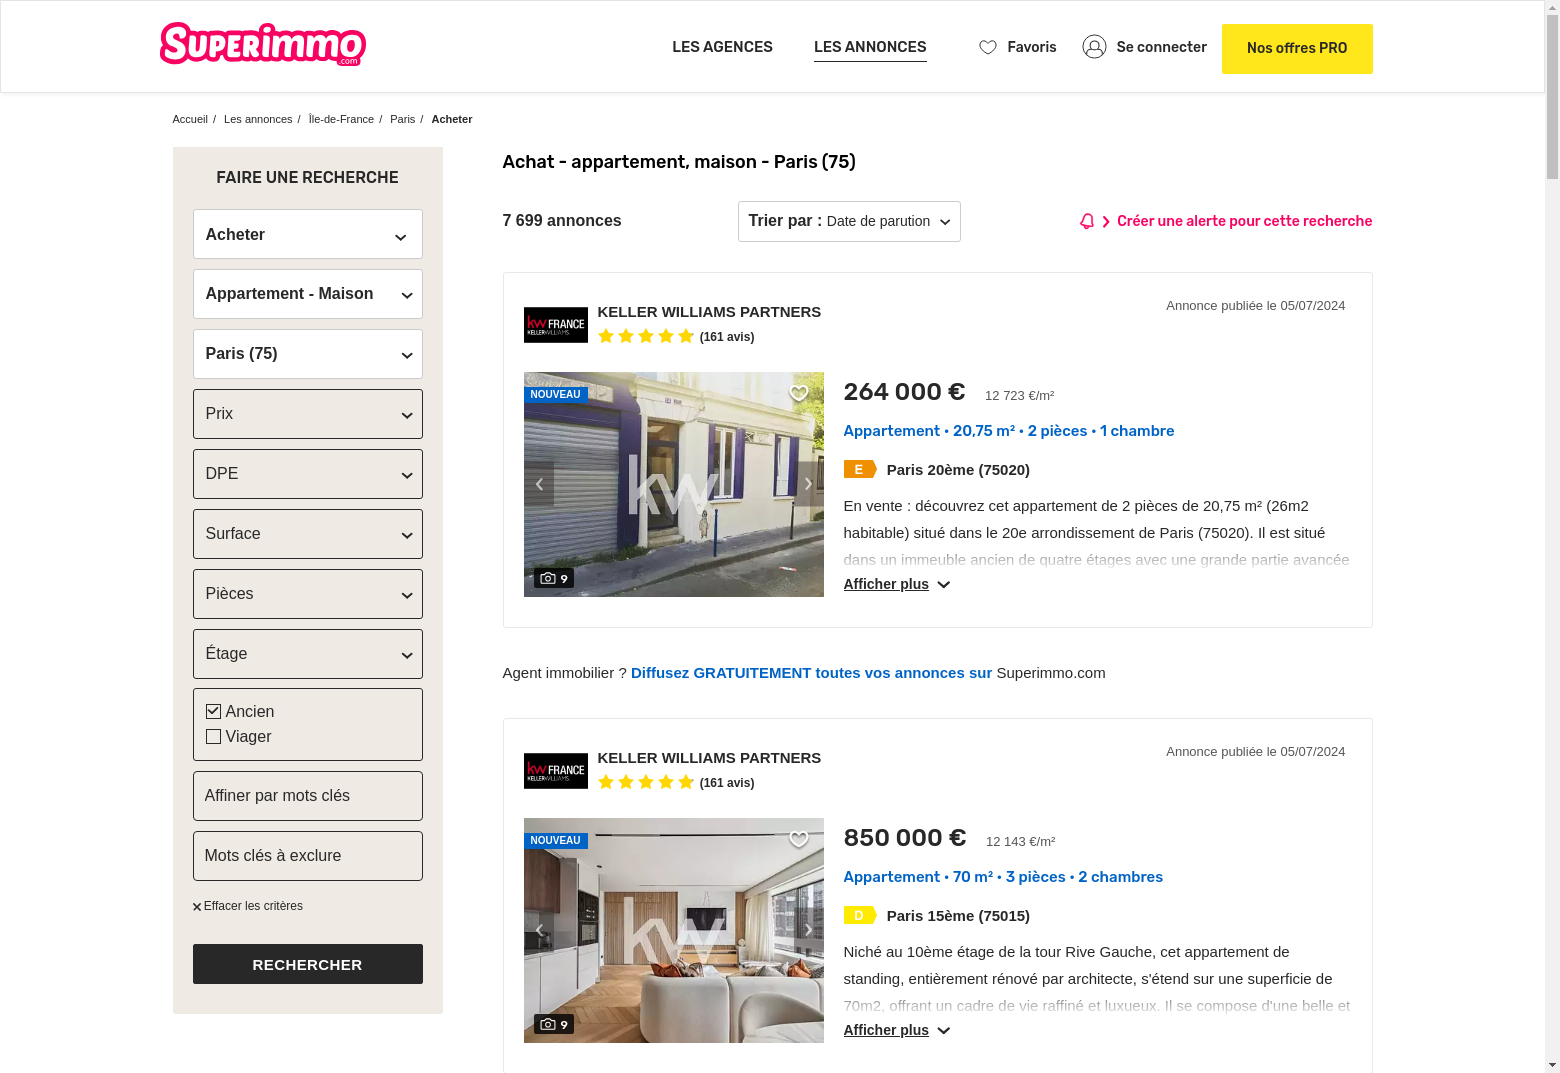 SUPERimmo
.com
LES AGENCES
LES ANNONCES
Favoris
Se connecter
Nos offres PRO
Accueil / Les annonces / Île-de-France / Paris / Acheter
FAIRE UNE RECHERCHE
Acheter
Appartement - Maison
Paris (75)
Prix
DPE
Surface
Pièces
Étage
Ancien
Viager
Affiner par mots clés
Mots clés à exclure
Effacer les critères
RECHERCHER
Achat - appartement, maison - Paris (75)
7 699 annonces
Trier par : Date de parution
Créer une alerte pour cette recherche
kw FRANCE
KELLERWILLIAMS.
KELLER WILLIAMS PARTNERS
(161 avis)
Annonce publiée le 05/07/2024
NOUVEAU
kw
9
264 000 € 12 723 €/m²
Appartement • 20,75 m² • 2 pièces • 1 chambre
E Paris 20ème (75020)
En vente : découvrez cet appartement de 2 pièces de 20,75 m² (26m2
habitable) situé dans le 20e arrondissement de Paris (75020). Il est situé
dans un immeuble ancien de quatre étages avec une grande partie avancée
Afficher plus
Agent immobilier ? Diffusez GRATUITEMENT toutes vos annonces sur Superimmo.com
kw FRANCE
KELLERWILLIAMS.
KELLER WILLIAMS PARTNERS
(161 avis)
Annonce publiée le 05/07/2024
NOUVEAU
kw
9
850 000 € 12 143 €/m²
Appartement • 70 m² • 3 pièces • 2 chambres
D Paris 15ème (75015)
Niché au 10ème étage de la tour Rive Gauche, cet appartement de
standing, entièrement rénové par architecte, s'étend sur une superficie de
70m2, offrant un cadre de vie raffiné et luxueux. Il se compose d'une belle et
Afficher plus